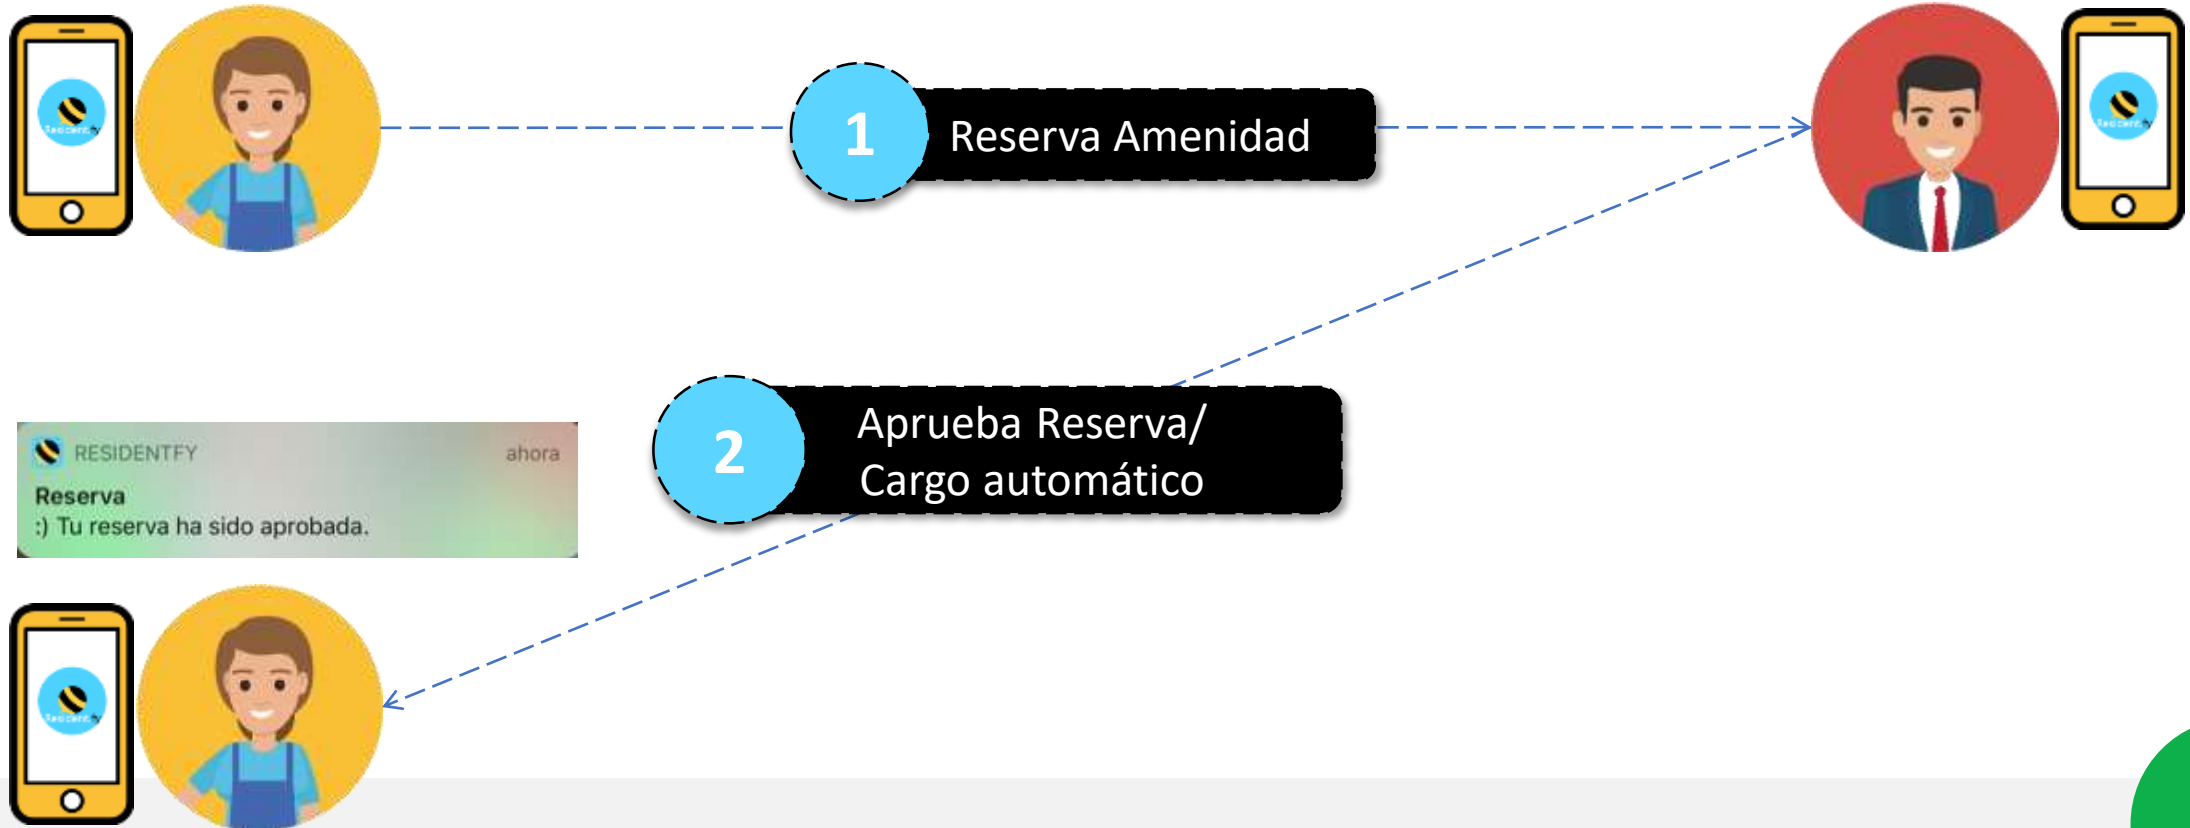 1
Reserva Amenidad
2
Aprueba Reserva/
Cargo automático
RESIDENTFY
ahora
Reserva
:) Tu reserva ha sido aprobada.